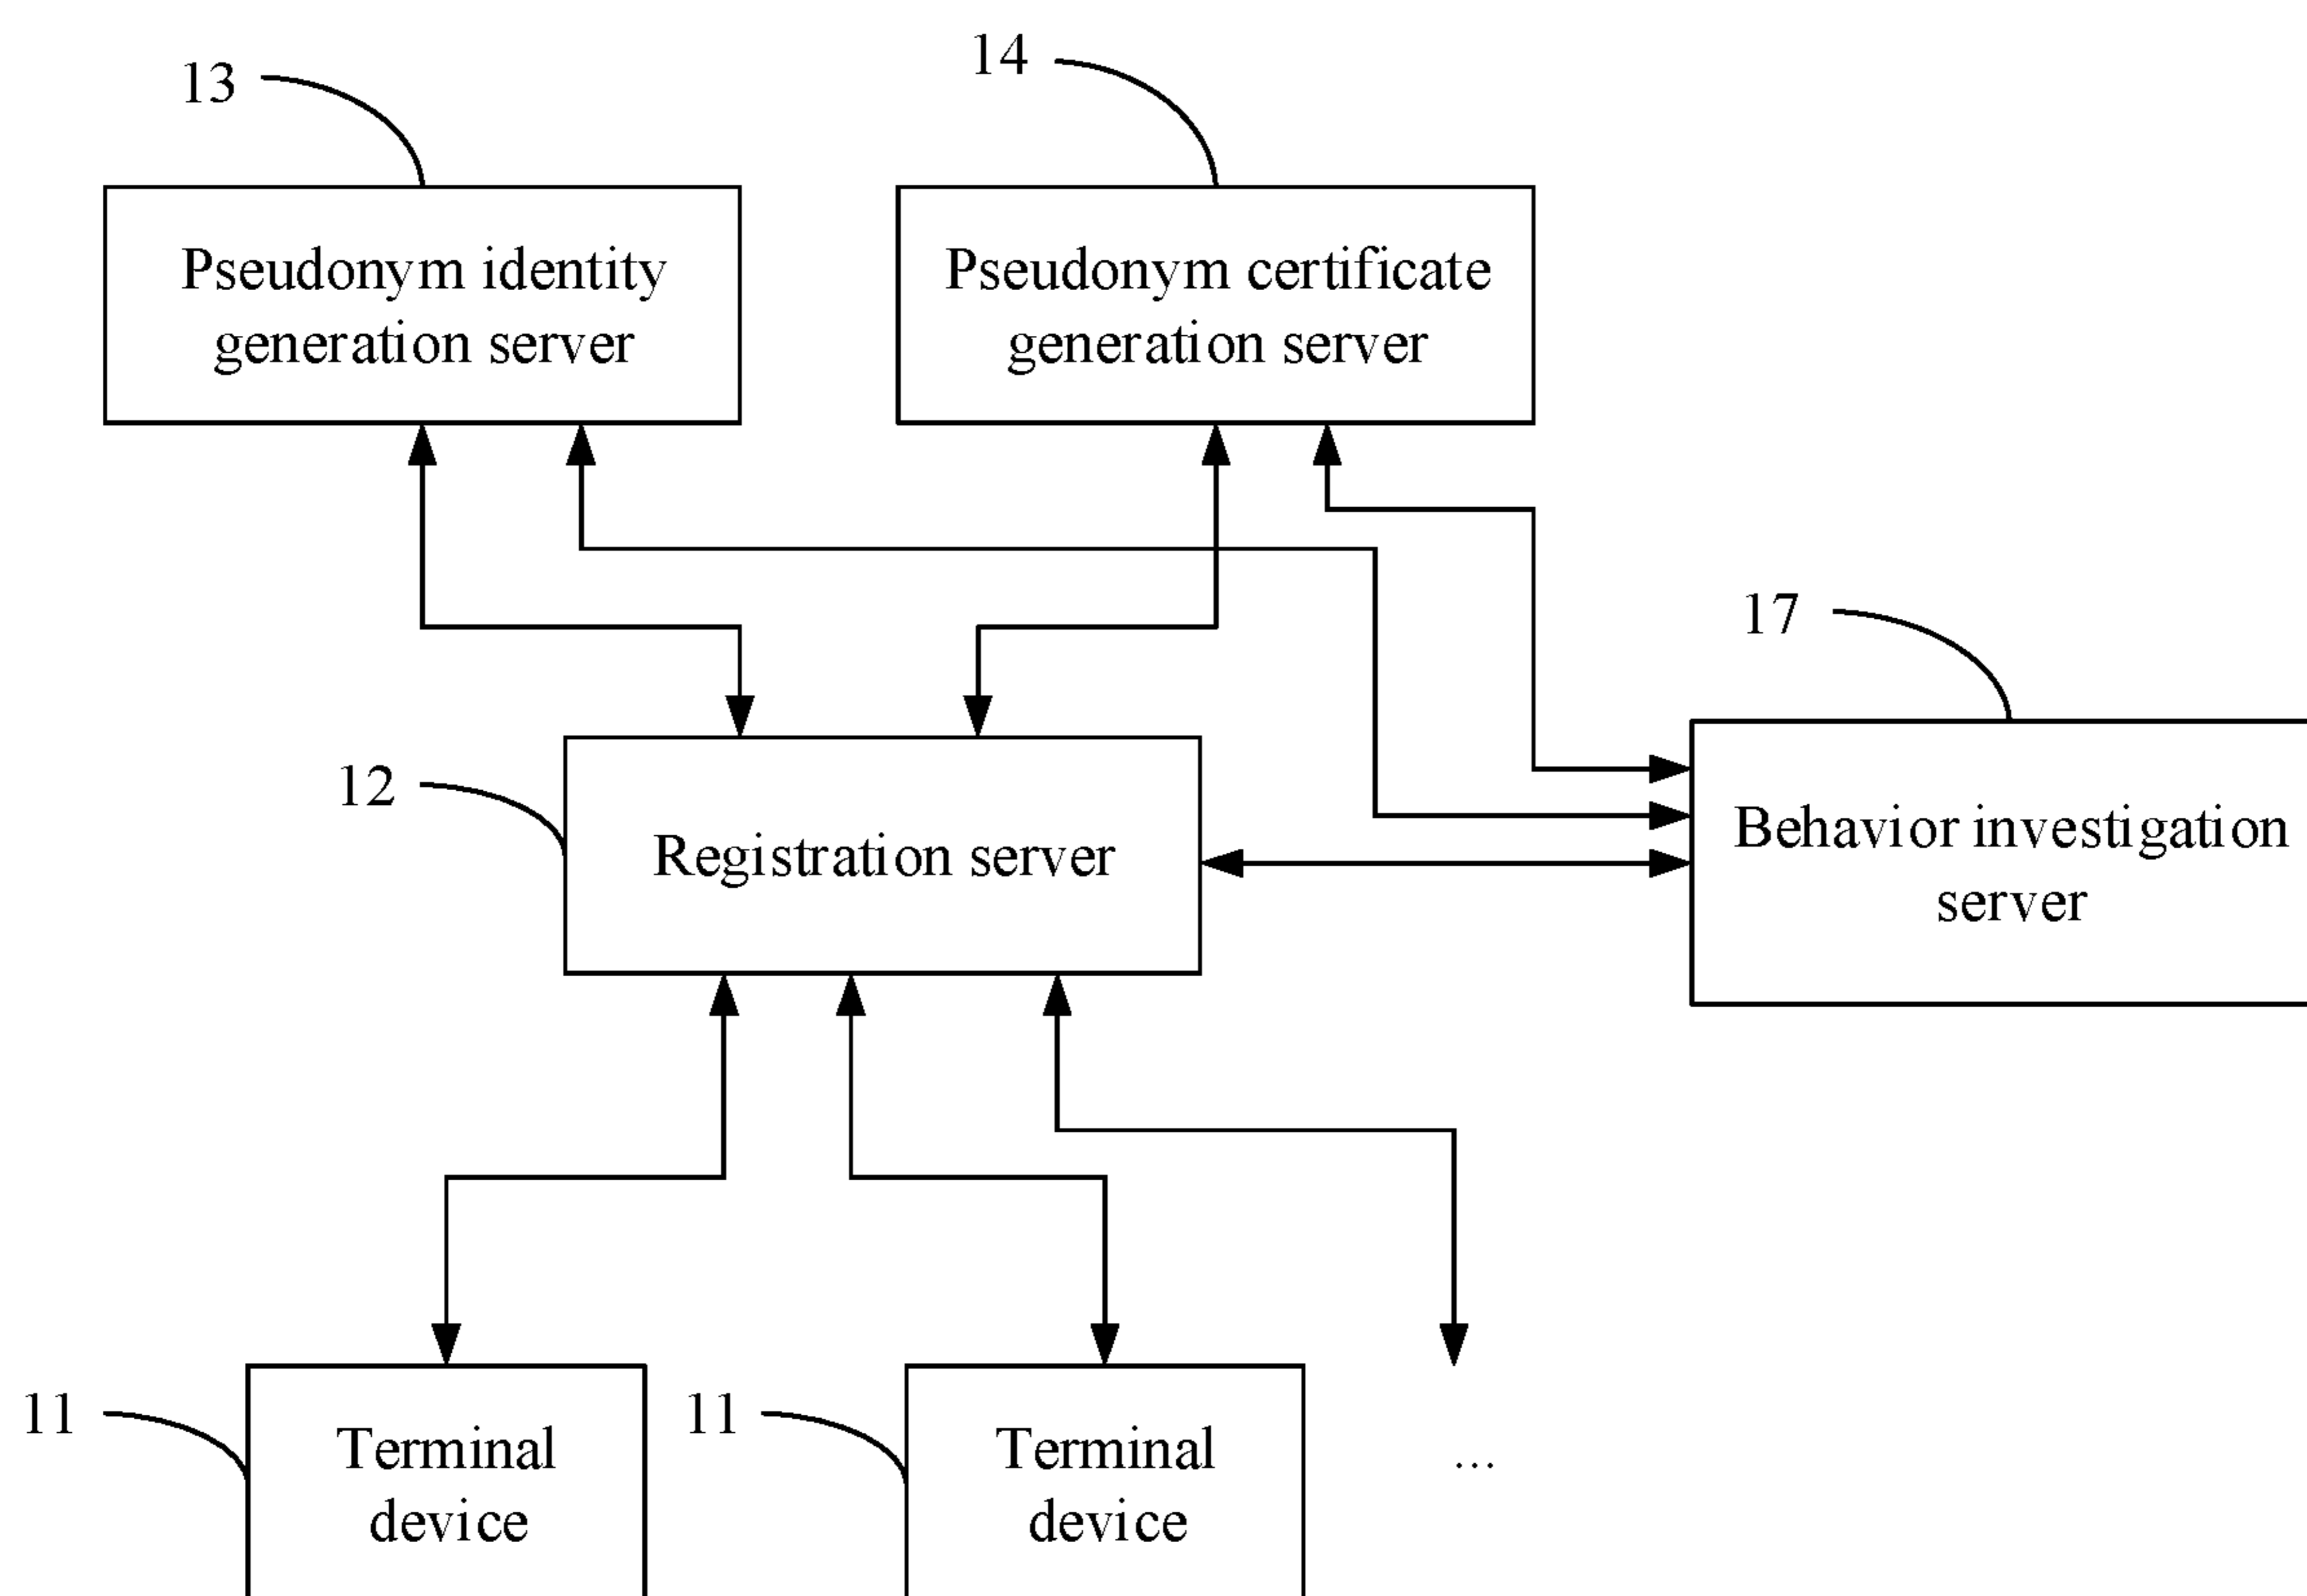 13
14
Pseudonym identity
generation server
Pseudonym certificate
generation server
17
12
Registration server
Behavior investigation
server
11
Terminal
device
11
Terminal
device
...